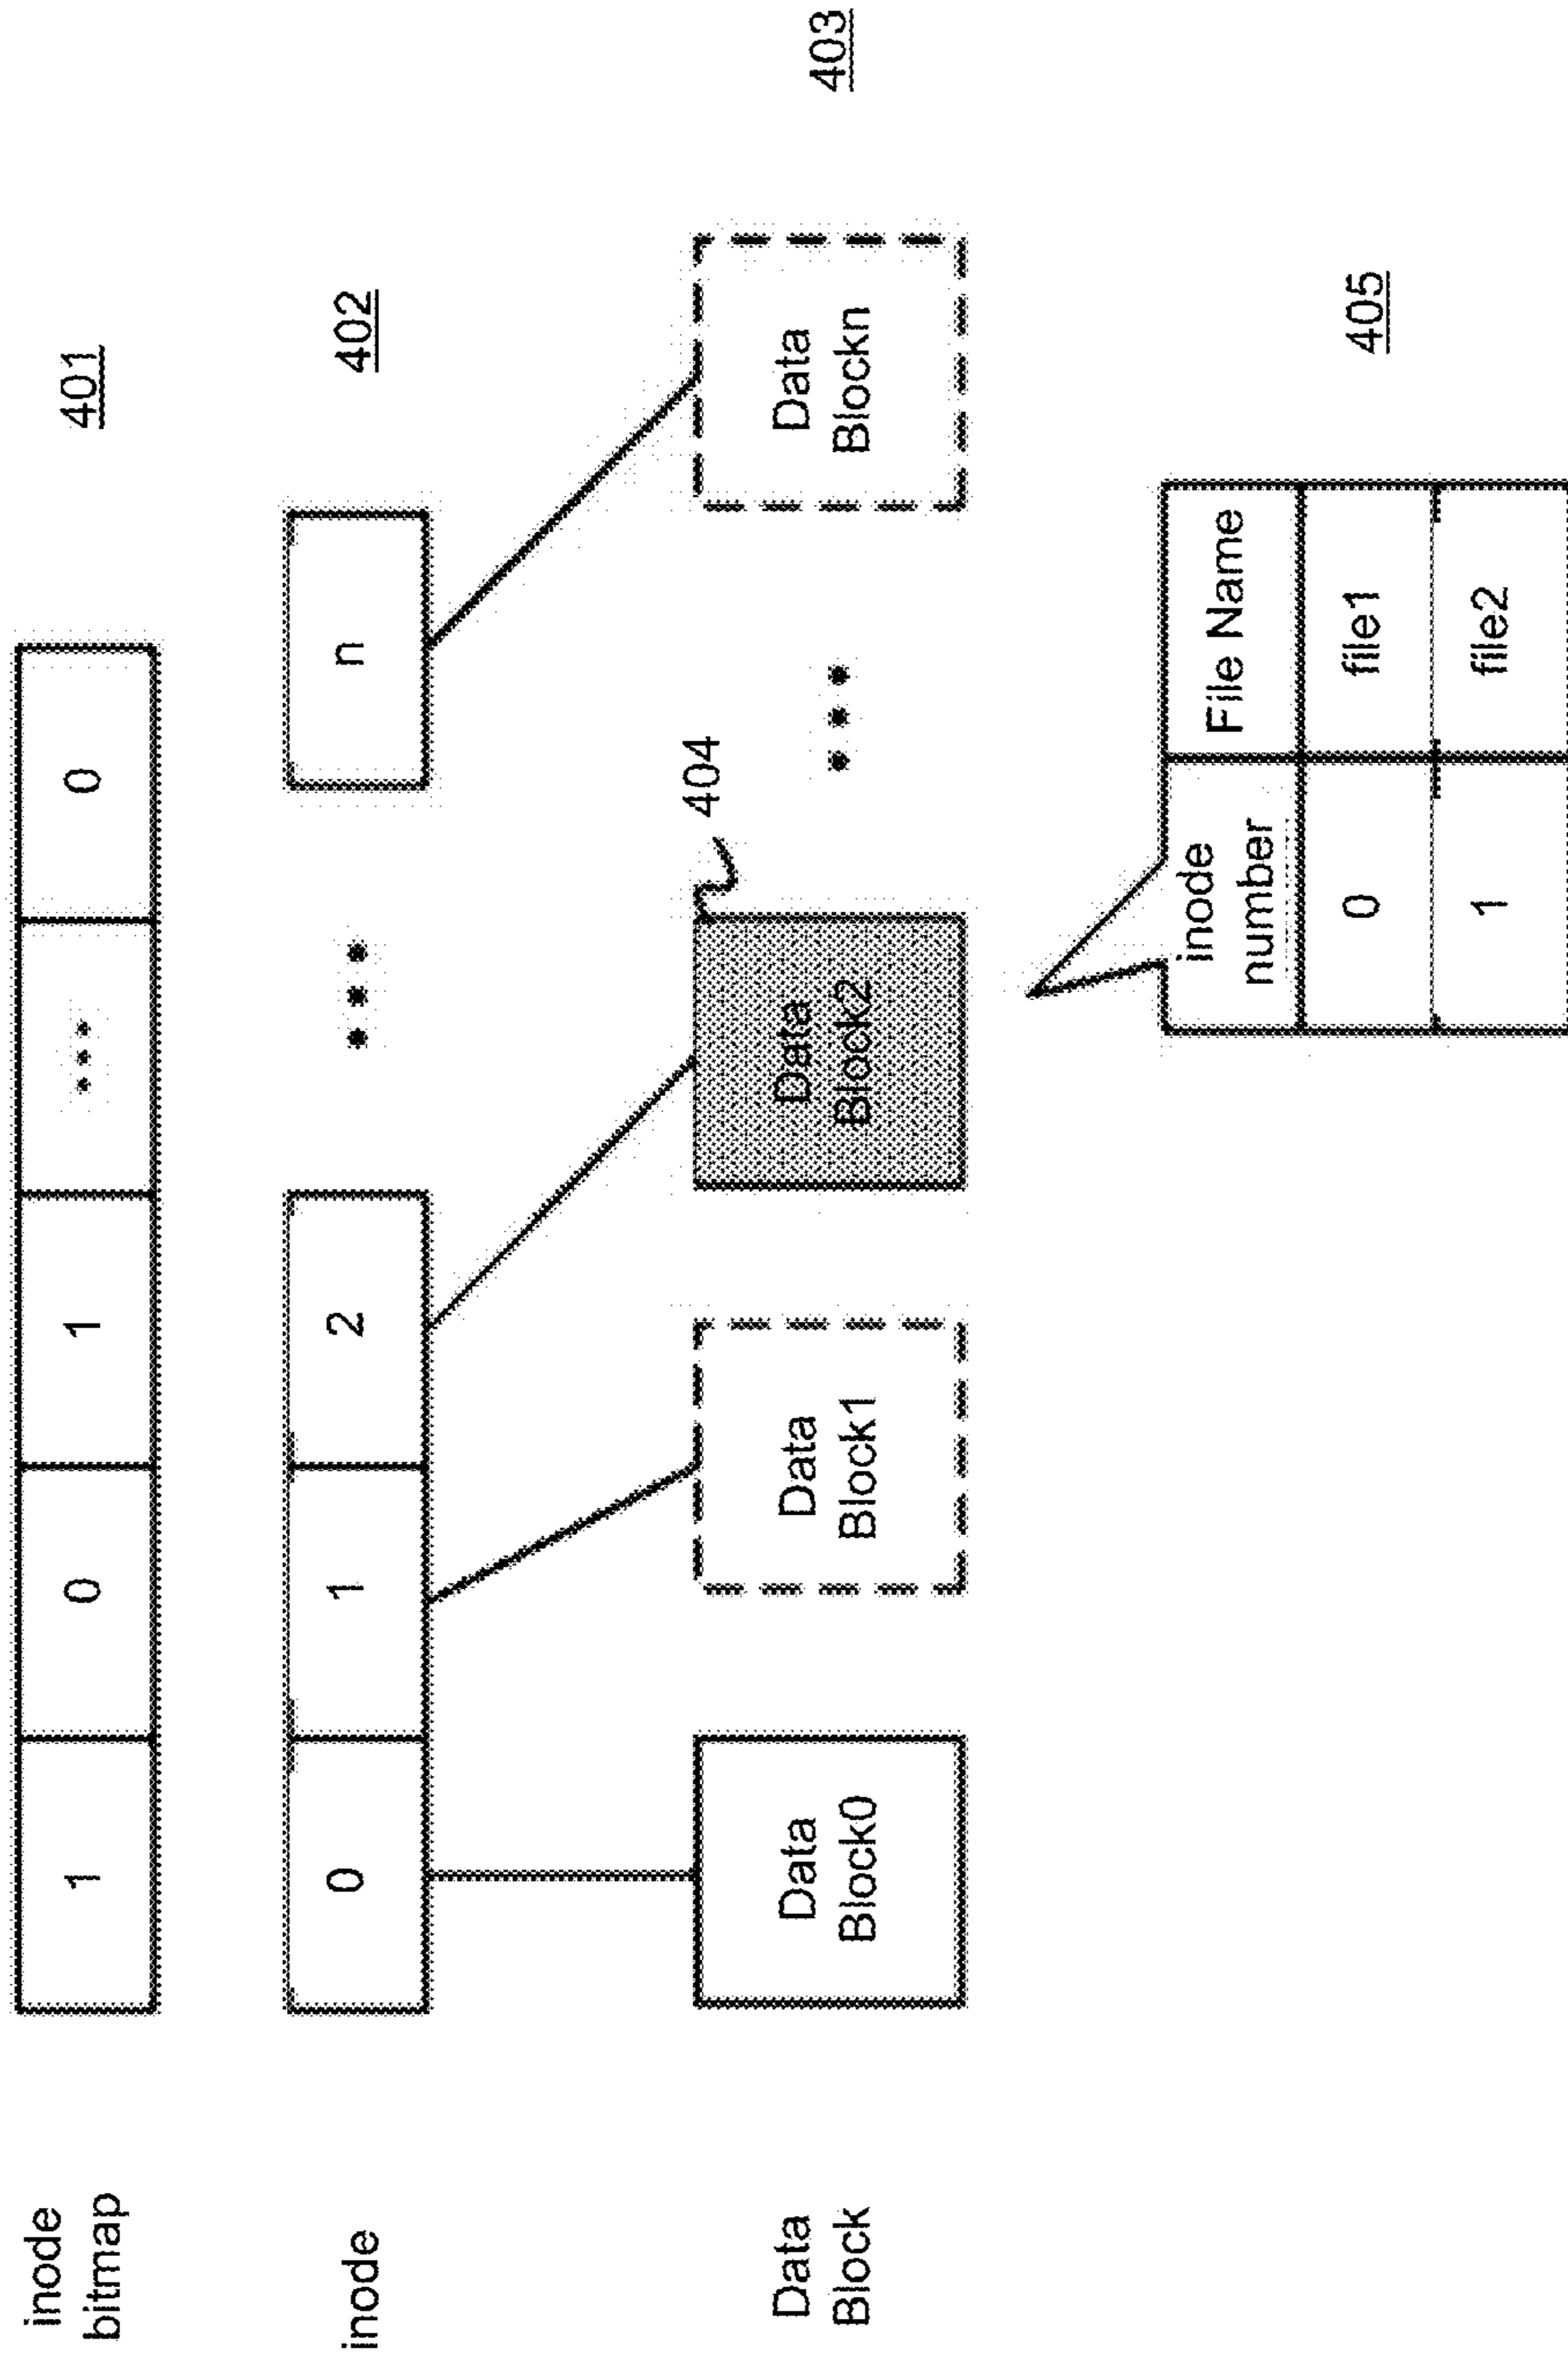 inode
bitmap
1
0
1
...
0
401
inode
0
1
2
...
n
402
Data
Block
Data
Block0
Data
Block1
Data
Block2
404
...
Data
Blockn
403
inode
number
File Name
0
file1
1
file2
405